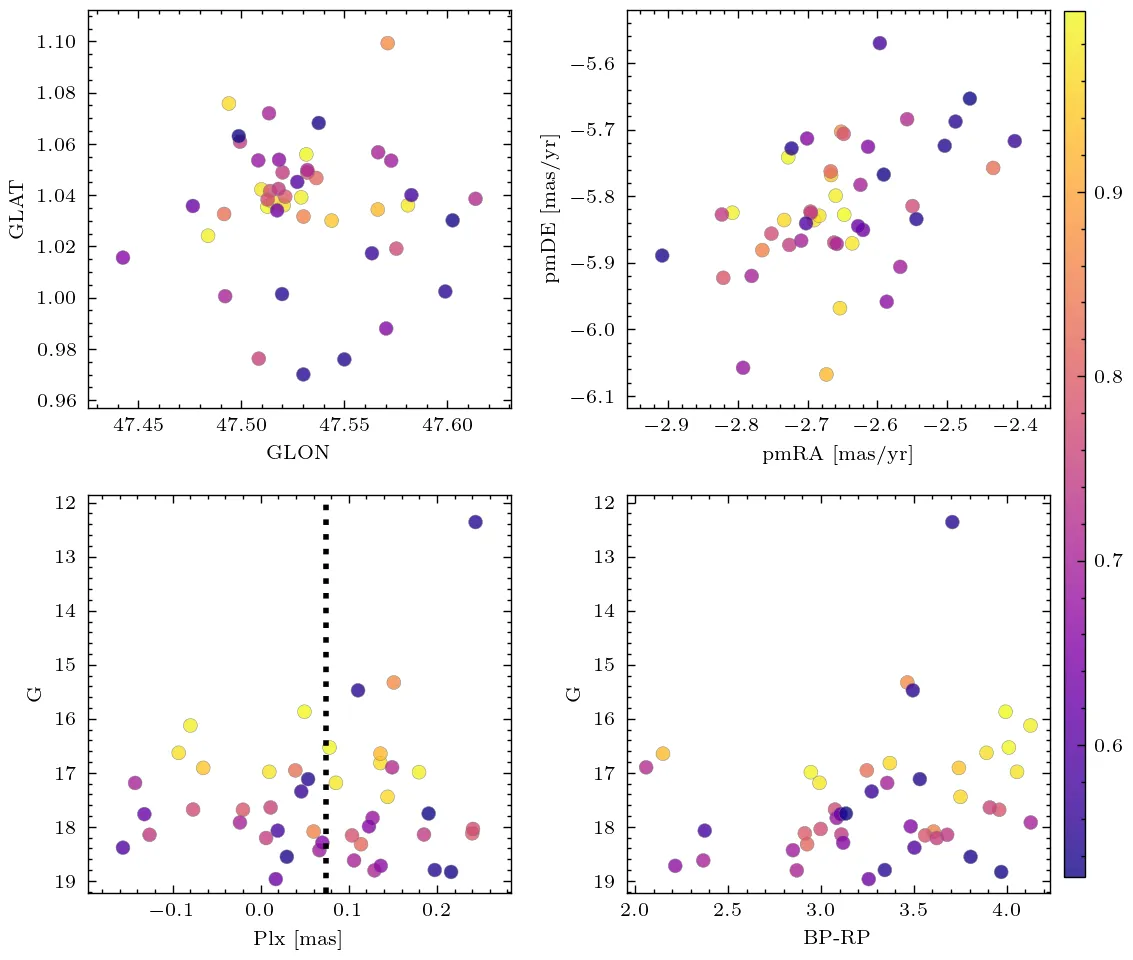 1.10
1.08
1.06
1.04
1.02
1.00
0.98
0.96
GLAT
47.45 47.50 47.55 47.60
GLON
−5.6
−5.7
−5.8
−5.9
−6.0
−6.1
pmDE [mas/yr]
−2.9 −2.8 −2.7 −2.6 −2.5 −2.4
pmRA [mas/yr]
0.9
0.8
0.7
0.6
12
13
14
15
16
17
18
19
G
−0.1 0.0 0.1 0.2
Plx [mas]
12
13
14
15
16
17
18
19
G
2.0 2.5 3.0 3.5 4.0
BP-RP